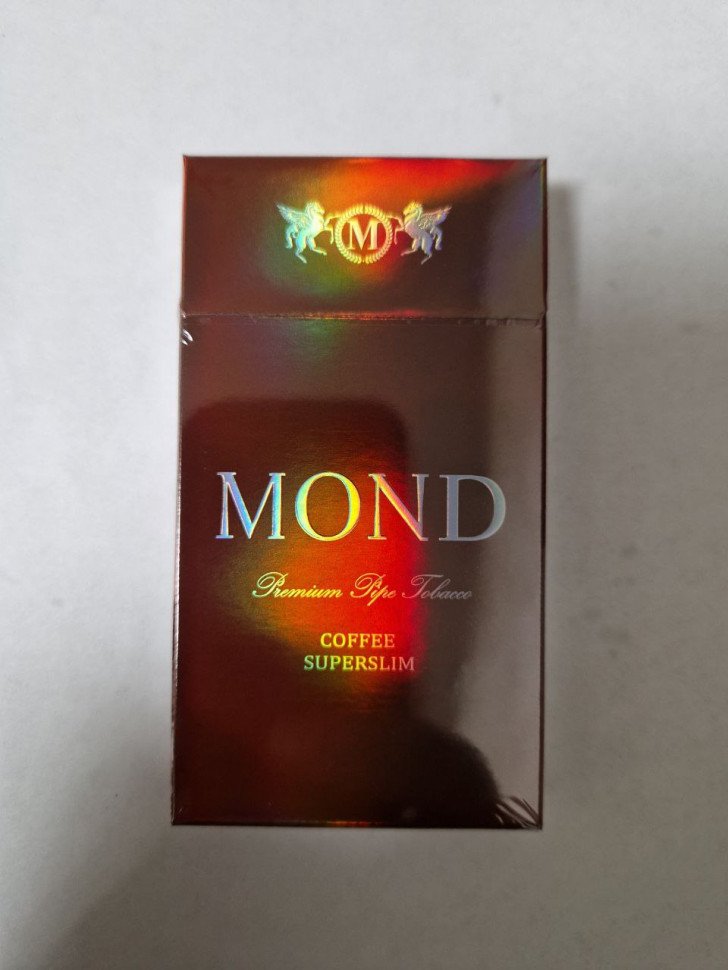 M
MOND
Premium Pipe Tobacco
COFFEE
SUPERSLIM